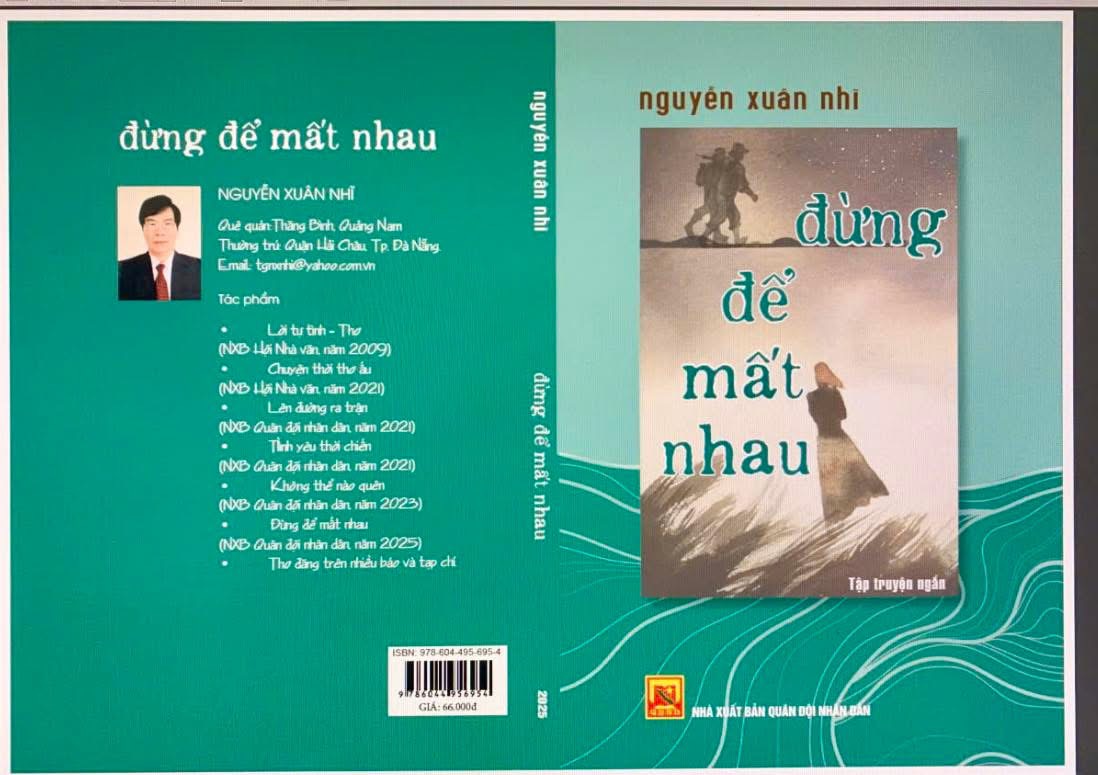 đừng để mất nhau
NGUYỄN XUÂN NHĨ
Quê quán: Thăng Bình, Quảng Nam
Thường trú: Quận Hải Châu, Tp. Đà Nẵng.
Email: tgnxnhi@yahoo.com.vn
Tác phẩm
• Lời tự tình - Thơ
(NXB Hội Nhà văn, năm 2009)
• Chuyện thời thơ ấu
(NXB Hội Nhà văn, năm 2021)
• Lên đường ra trận
(NXB Quân đội nhân dân, năm 2021)
• Tình yêu thời chiến
(NXB Quân đội nhân dân, năm 2021)
• Không thể nào quên
(NXB Quân đội nhân dân, năm 2023)
• Đừng để mất nhau
(NXB Quân đội nhân dân, năm 2025)
• Thơ đăng trên nhiều báo và tạp chí
ISBN: 978-604-495-695-4
9 786044 956954
GIÁ: 66.000đ
nguyễn xuân nhĩ
đừng để mất nhau
2025
nguyễn xuân nhĩ
đừng
để
mất
nhau
Tập truyện ngắn
NHÀ XUẤT BẢN QUÂN ĐỘI NHÂN DÂN